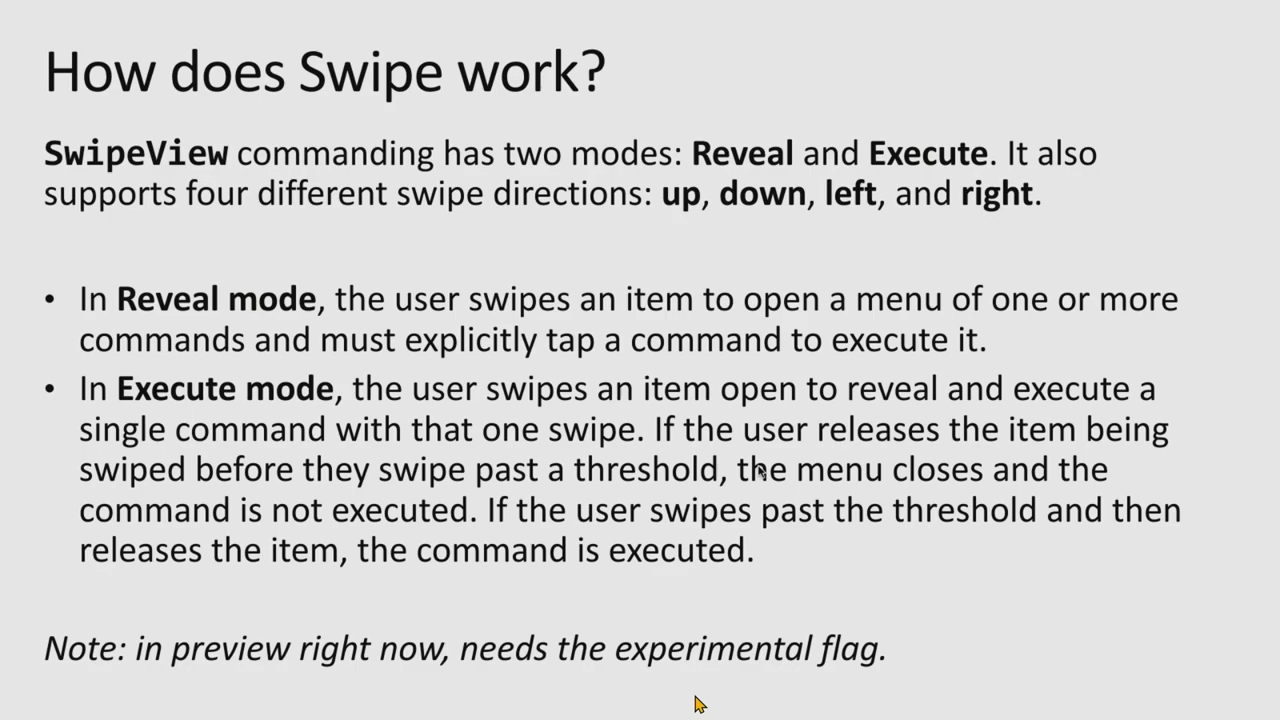 How does Swipe work?
SwipeView commanding has two modes: Reveal and Execute. It also
supports four different swipe directions: up, down, left, and right.
• In Reveal mode, the user swipes an item to open a menu of one or more
commands and must explicitly tap a command to execute it.
• In Execute mode, the user swipes an item open to reveal and execute a
single command with that one swipe. If the user releases the item being
swiped before they swipe past a threshold, the menu closes and the
command is not executed. If the user swipes past the threshold and then
releases the item, the command is executed.
Note: in preview right now, needs the experimental flag.